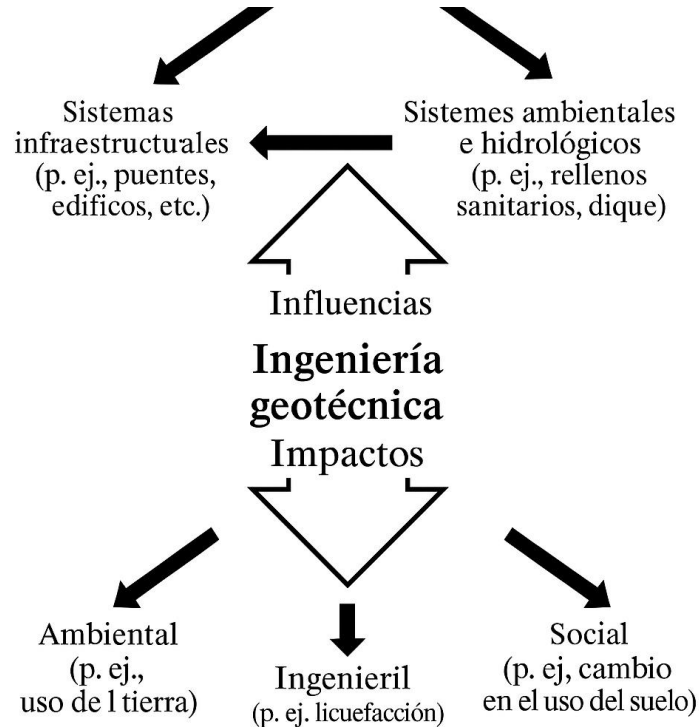 Sistemas
infraestructuales
(p. ej., puentes,
edificos, etc.)
Sistemes ambientales
e hidrológicos
(p. ej., rellenos
sanitarios, dique)
Influencias
Ingeniería
geotécnica
Impactos
Ambiental
(p. ej.,
uso de l tierra)
Ingenieril
(p. ej. licuefacción)
Social
(p. ej, cambio
en el uso del suelo)